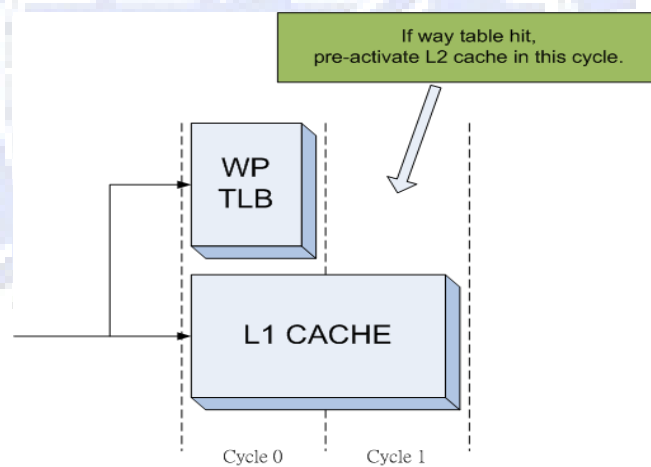 If way table hit,
pre-activate L2 cache in this cycle.
WP
TLB
L1 CACHE
Cycle 0
Cycle 1